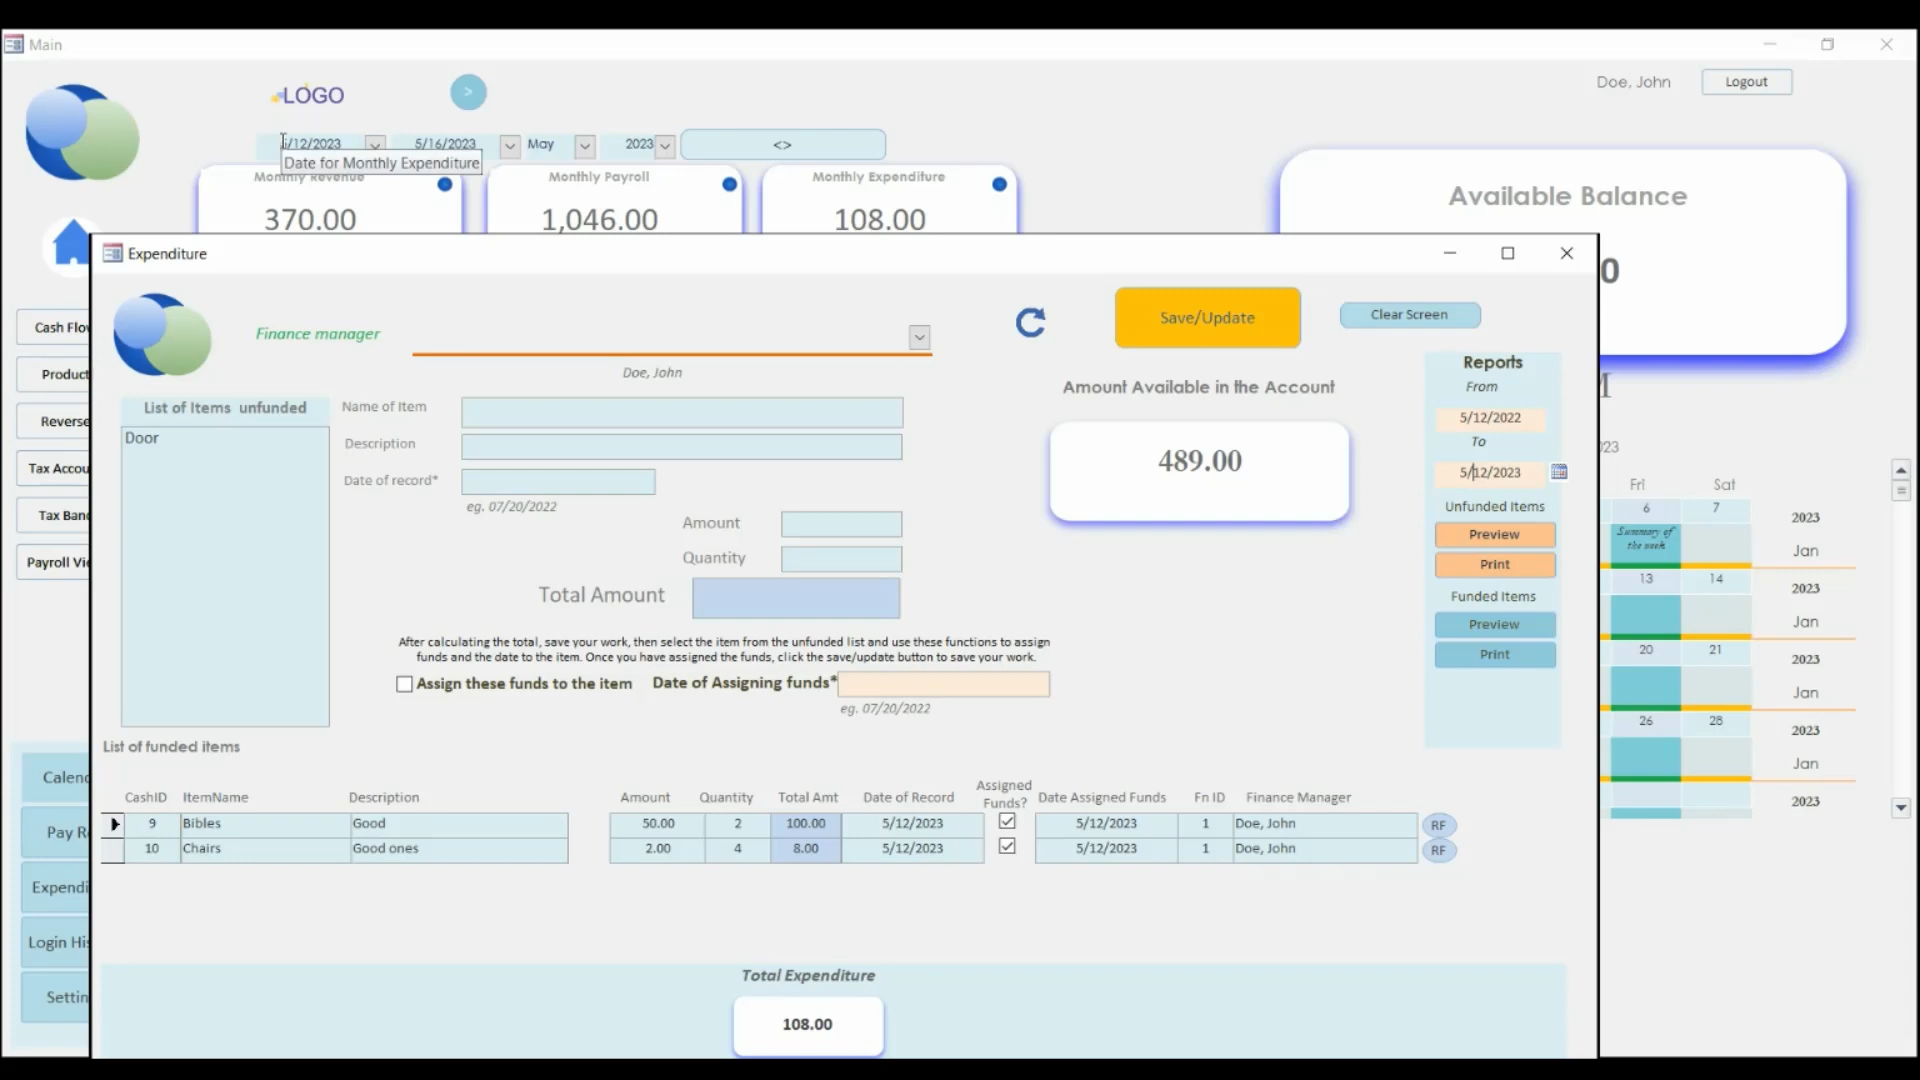 Main
Doe, John
Logout
LOGO
>
/12/2023
5/16/2023
May
2023
<>
Date for Monthly Expenditure
Monthly Revenue
370.00
Monthly Payroll
1,046.00
Monthly Expenditure
108.00
Available Balance
0
Cash Flo
Product
Reverse
Tax Accou
Tax Ban
Payroll Vi
Calend
Pay R
Expendi
Login His
Settin
Expenditure
Finance manager
Doe, John
Save/Update
Clear Screen
List of Items unfunded
Door
Name of Item
Description
Date of record*
eg. 07/20/2022
Amount
Quantity
Total Amount
Amount Available in the Account
489.00
Reports
From
5/12/2022
To
5/12/2023
Unfunded Items
Preview
Print
Funded Items
Preview
Print
After calculating the total, save your work, then select the item from the unfunded list and use these functions to assign
funds and the date to the item. Once you have assigned the funds, click the save/update button to save your work.
Assign these funds to the item
Date of Assigning funds*
eg. 07/20/2022
List of funded items
CashID ItemName Description Amount Quantity Total Amt Date of Record Assigned Funds? Date Assigned Funds Fn ID Finance Manager
9 Bibles Good 50.00 2 100.00 5/12/2023 5/12/2023 1 Doe, John RF
10 Chairs Good ones 2.00 4 8.00 5/12/2023 5/12/2023 1 Doe, John RF
Total Expenditure
108.00
023
Fri Sat
6 7 2023
Summary of
the week
Jan
13 14 2023
Jan
20 21 2023
Jan
26 28 2023
Jan
2023